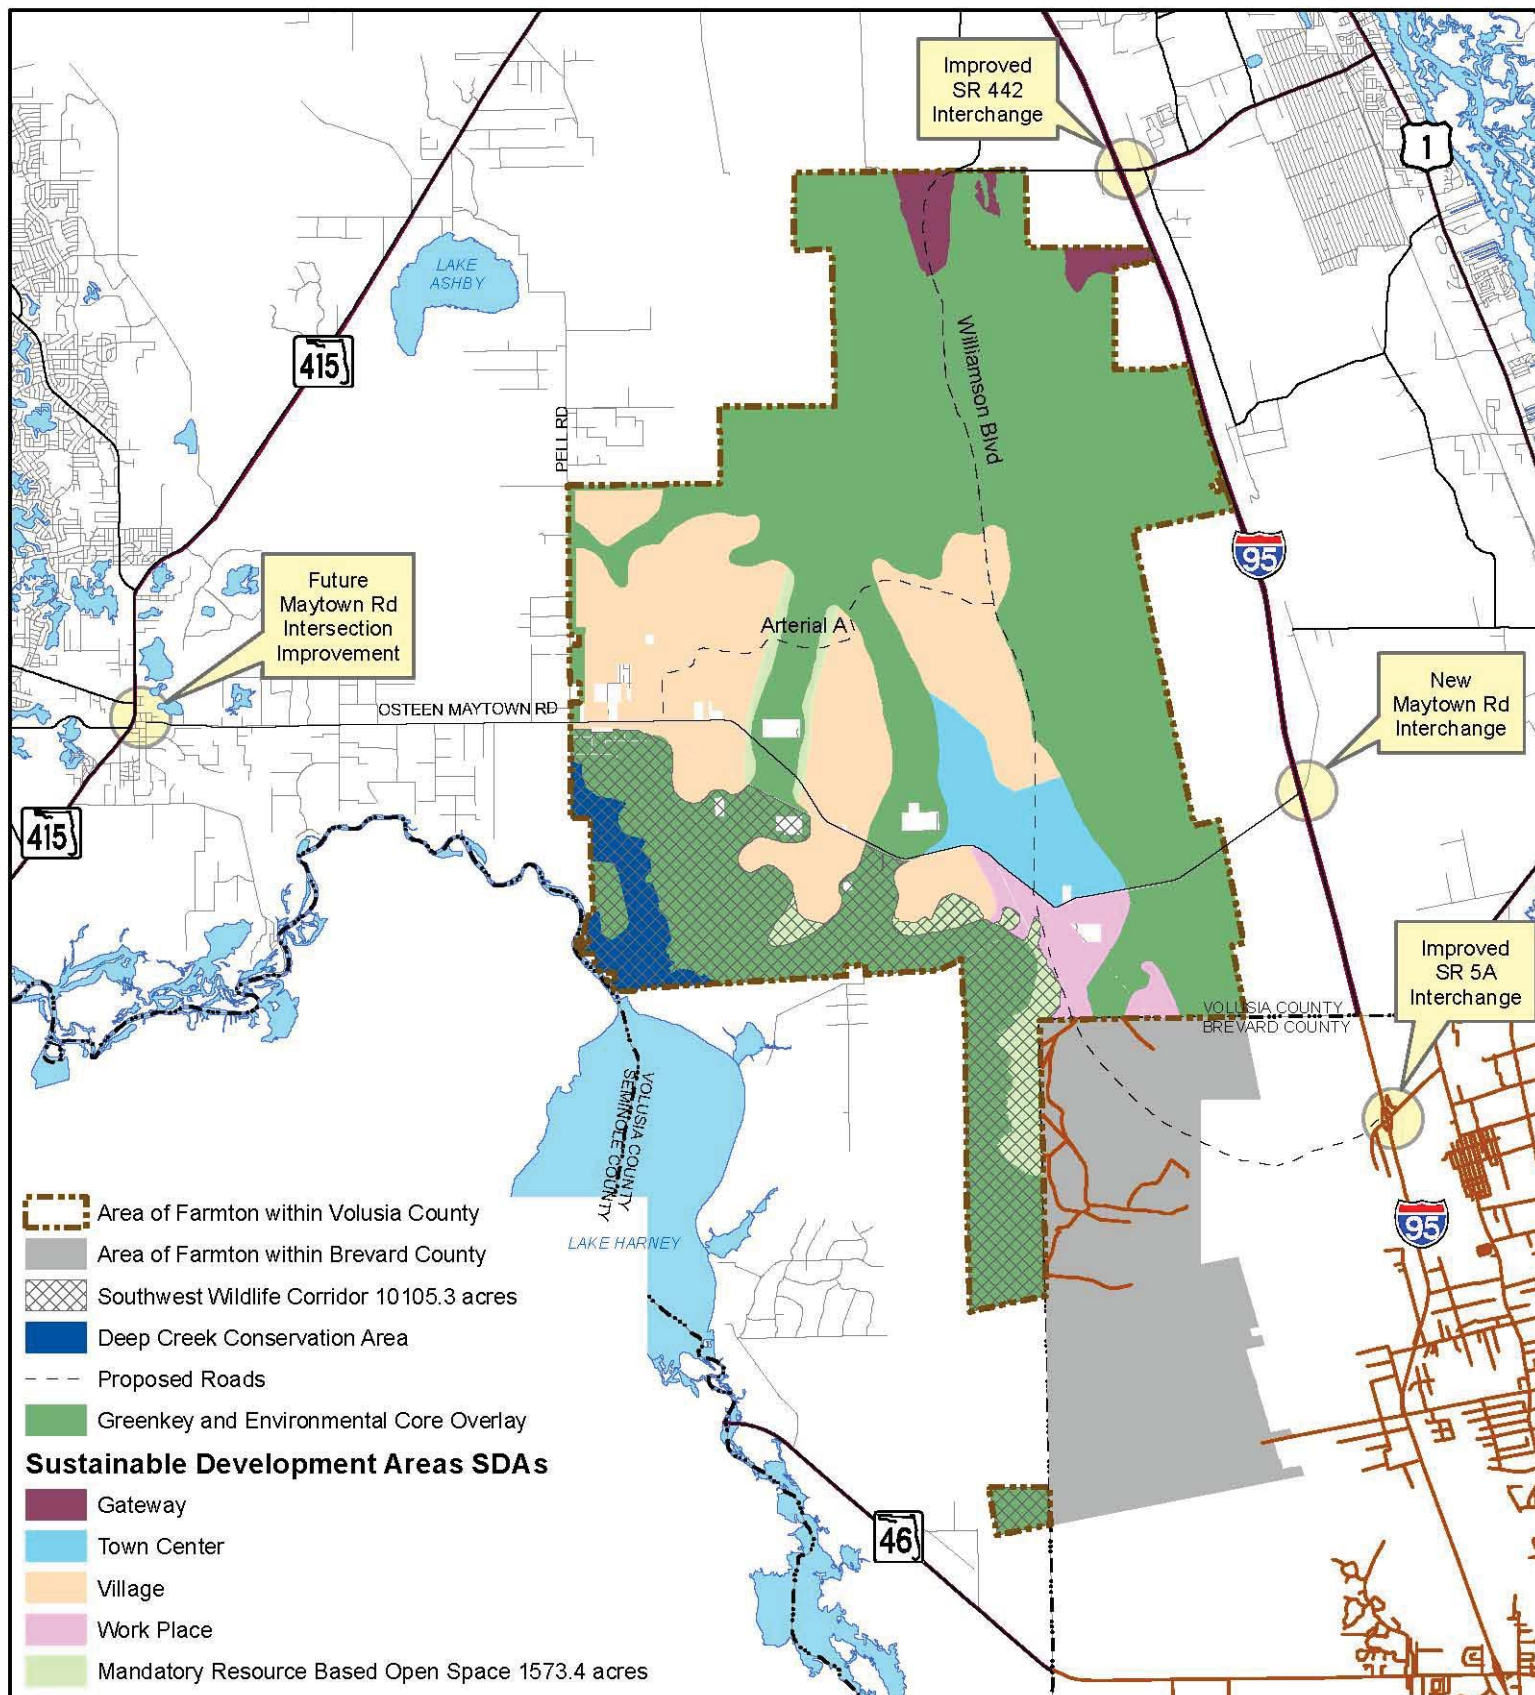 Improved
SR 442
Interchange
1
LAKE
ASHBY
415
Williamson Blvd
PELL RD
95
Future
Maytown Rd
Intersection
Improvement
Arterial A
New
Maytown Rd
Interchange
OSTEEN MAYTOWN RD
415
Improved
SR 5A
Interchange
VOLUSIA COUNTY
BREVARD COUNTY
VOLUSIA COUNTY
SEMINOLE COUNTY
95
LAKE HARNEY
46
Area of Farmton within Volusia County
Area of Farmton within Brevard County
Southwest Wildlife Corridor 10105.3 acres
Deep Creek Conservation Area
Proposed Roads
Greenkey and Environmental Core Overlay
Sustainable Development Areas SDAs
Gateway
Town Center
Village
Work Place
Mandatory Resource Based Open Space 1573.4 acres